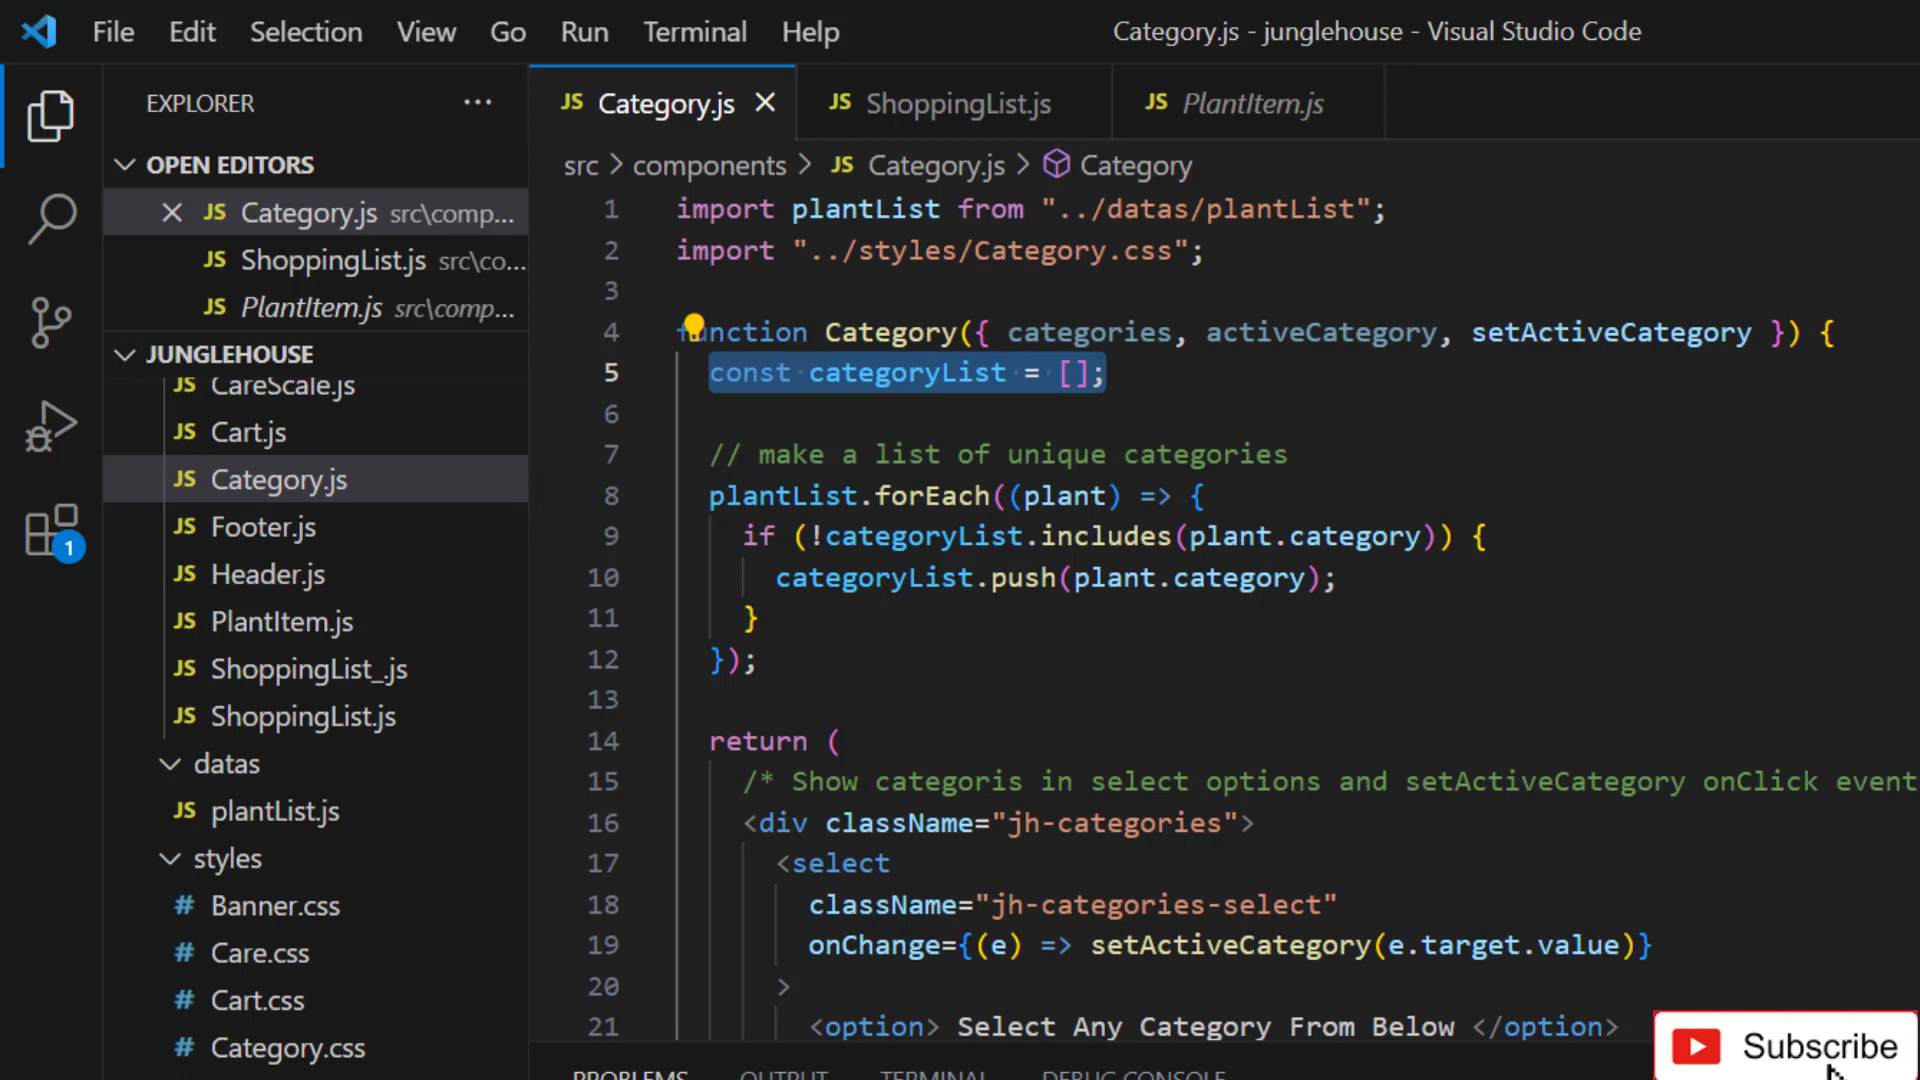 File Edit Selection View Go Run Terminal Help Category.js - junglehouse - Visual Studio Code
EXPLORER ...
JS Category.js JS ShoppingList.js JS PlantItem.js
OPEN EDITORS
JS Category.js src\comp...
JS ShoppingList.js src\co...
JS PlantItem.js src\comp...
JUNGLEHOUSE
JS CareScale.js
JS Cart.js
JS Category.js
JS Footer.js
JS Header.js
JS PlantItem.js
JS ShoppingList_.js
JS ShoppingList.js
datas
JS plantList.js
styles
# Banner.css
# Care.css
# Cart.css
# Category.css
1
src > components > JS Category.js > Category
1 import plantList from "../datas/plantList";
2 import "../styles/Category.css";
3
4 function Category({ categories, activeCategory, setActiveCategory }) {
5 const categoryList = [];
6
7 // make a list of unique categories
8 plantList.forEach((plant) => {
9 if (!categoryList.includes(plant.category)) {
10 categoryList.push(plant.category);
11 }
12 });
13
14 return (
15 /* Show categoris in select options and setActiveCategory onClick event
16 <div className="jh-categories">
17 <select
18 className="jh-categories-select"
19 onChange={(e) => setActiveCategory(e.target.value)}
20 >
21 <option> Select Any Category From Below </option>
PROBLEMS OUTPUT TERMINAL DEBUG CONSOLE
Subscribe